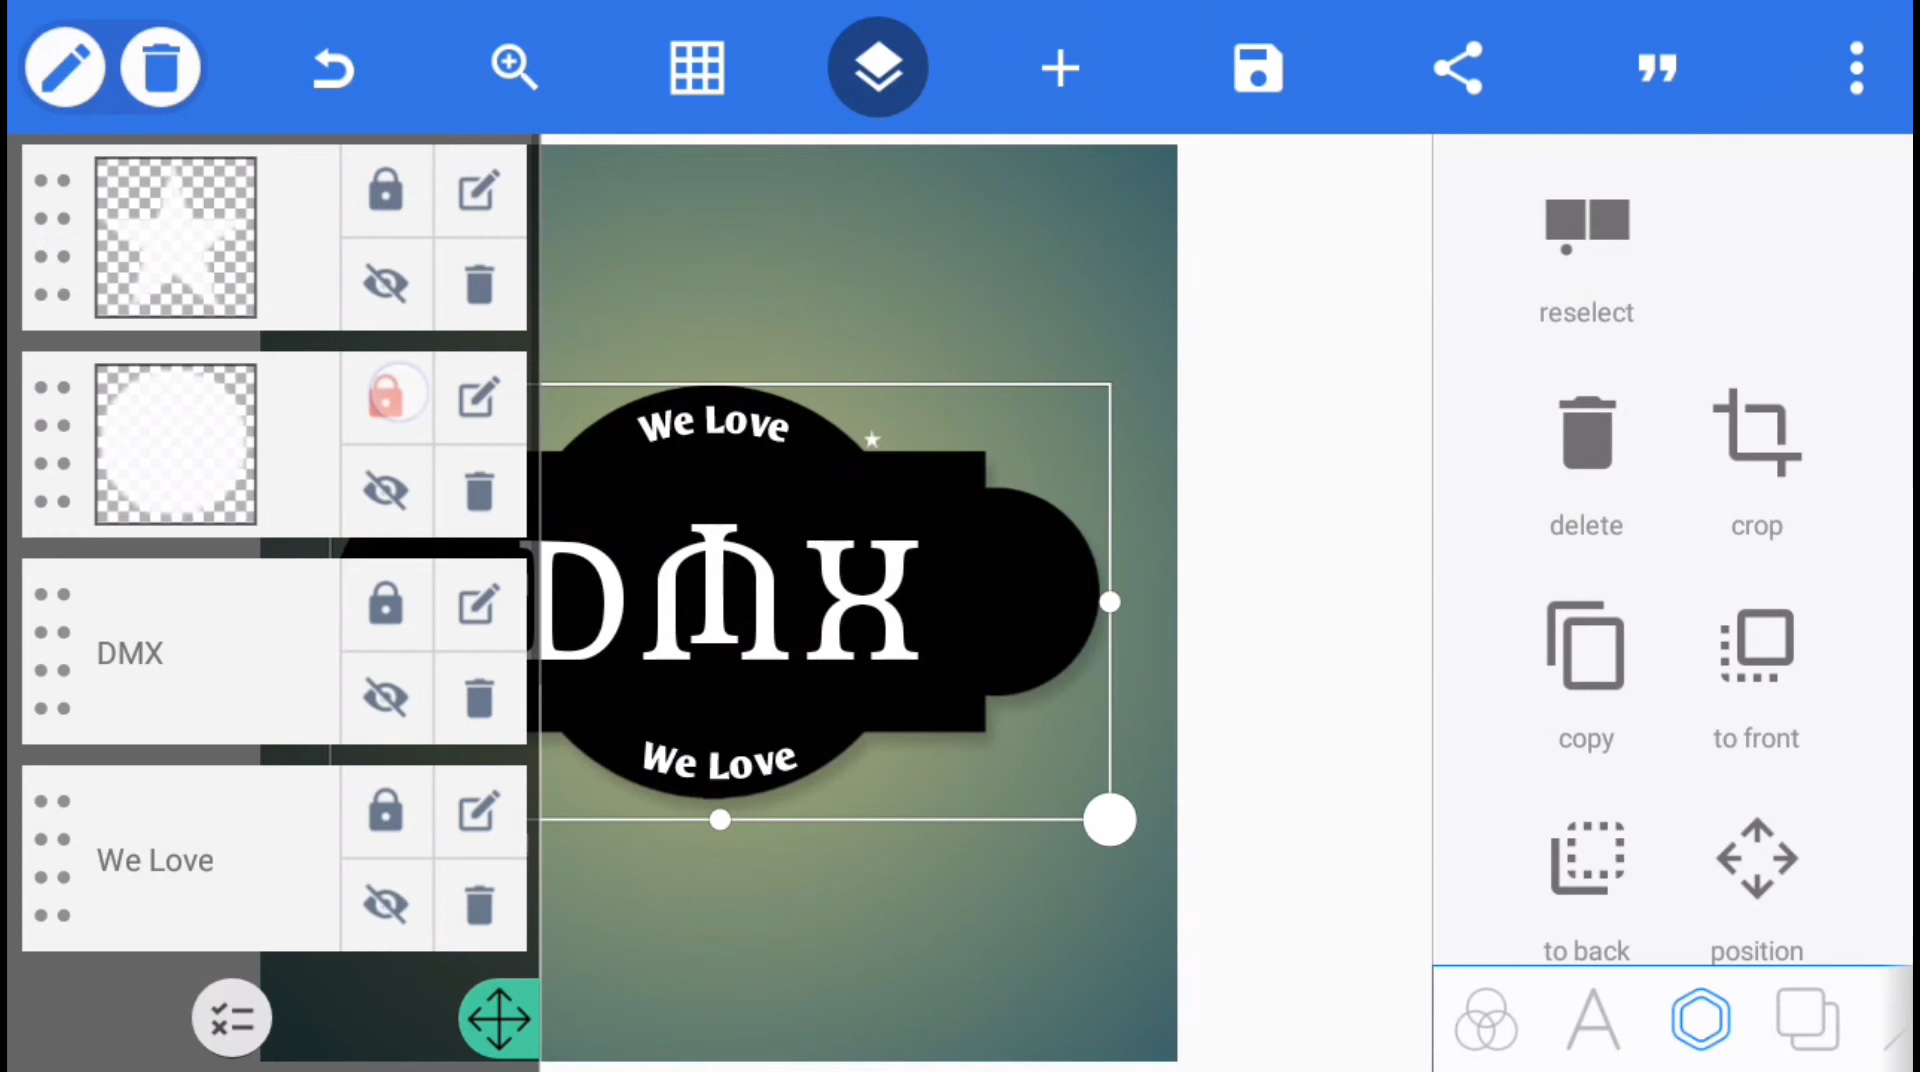 We Love
DMX
We Love
DMX
We Love
reselect
delete
crop
copy
to front
to back
position